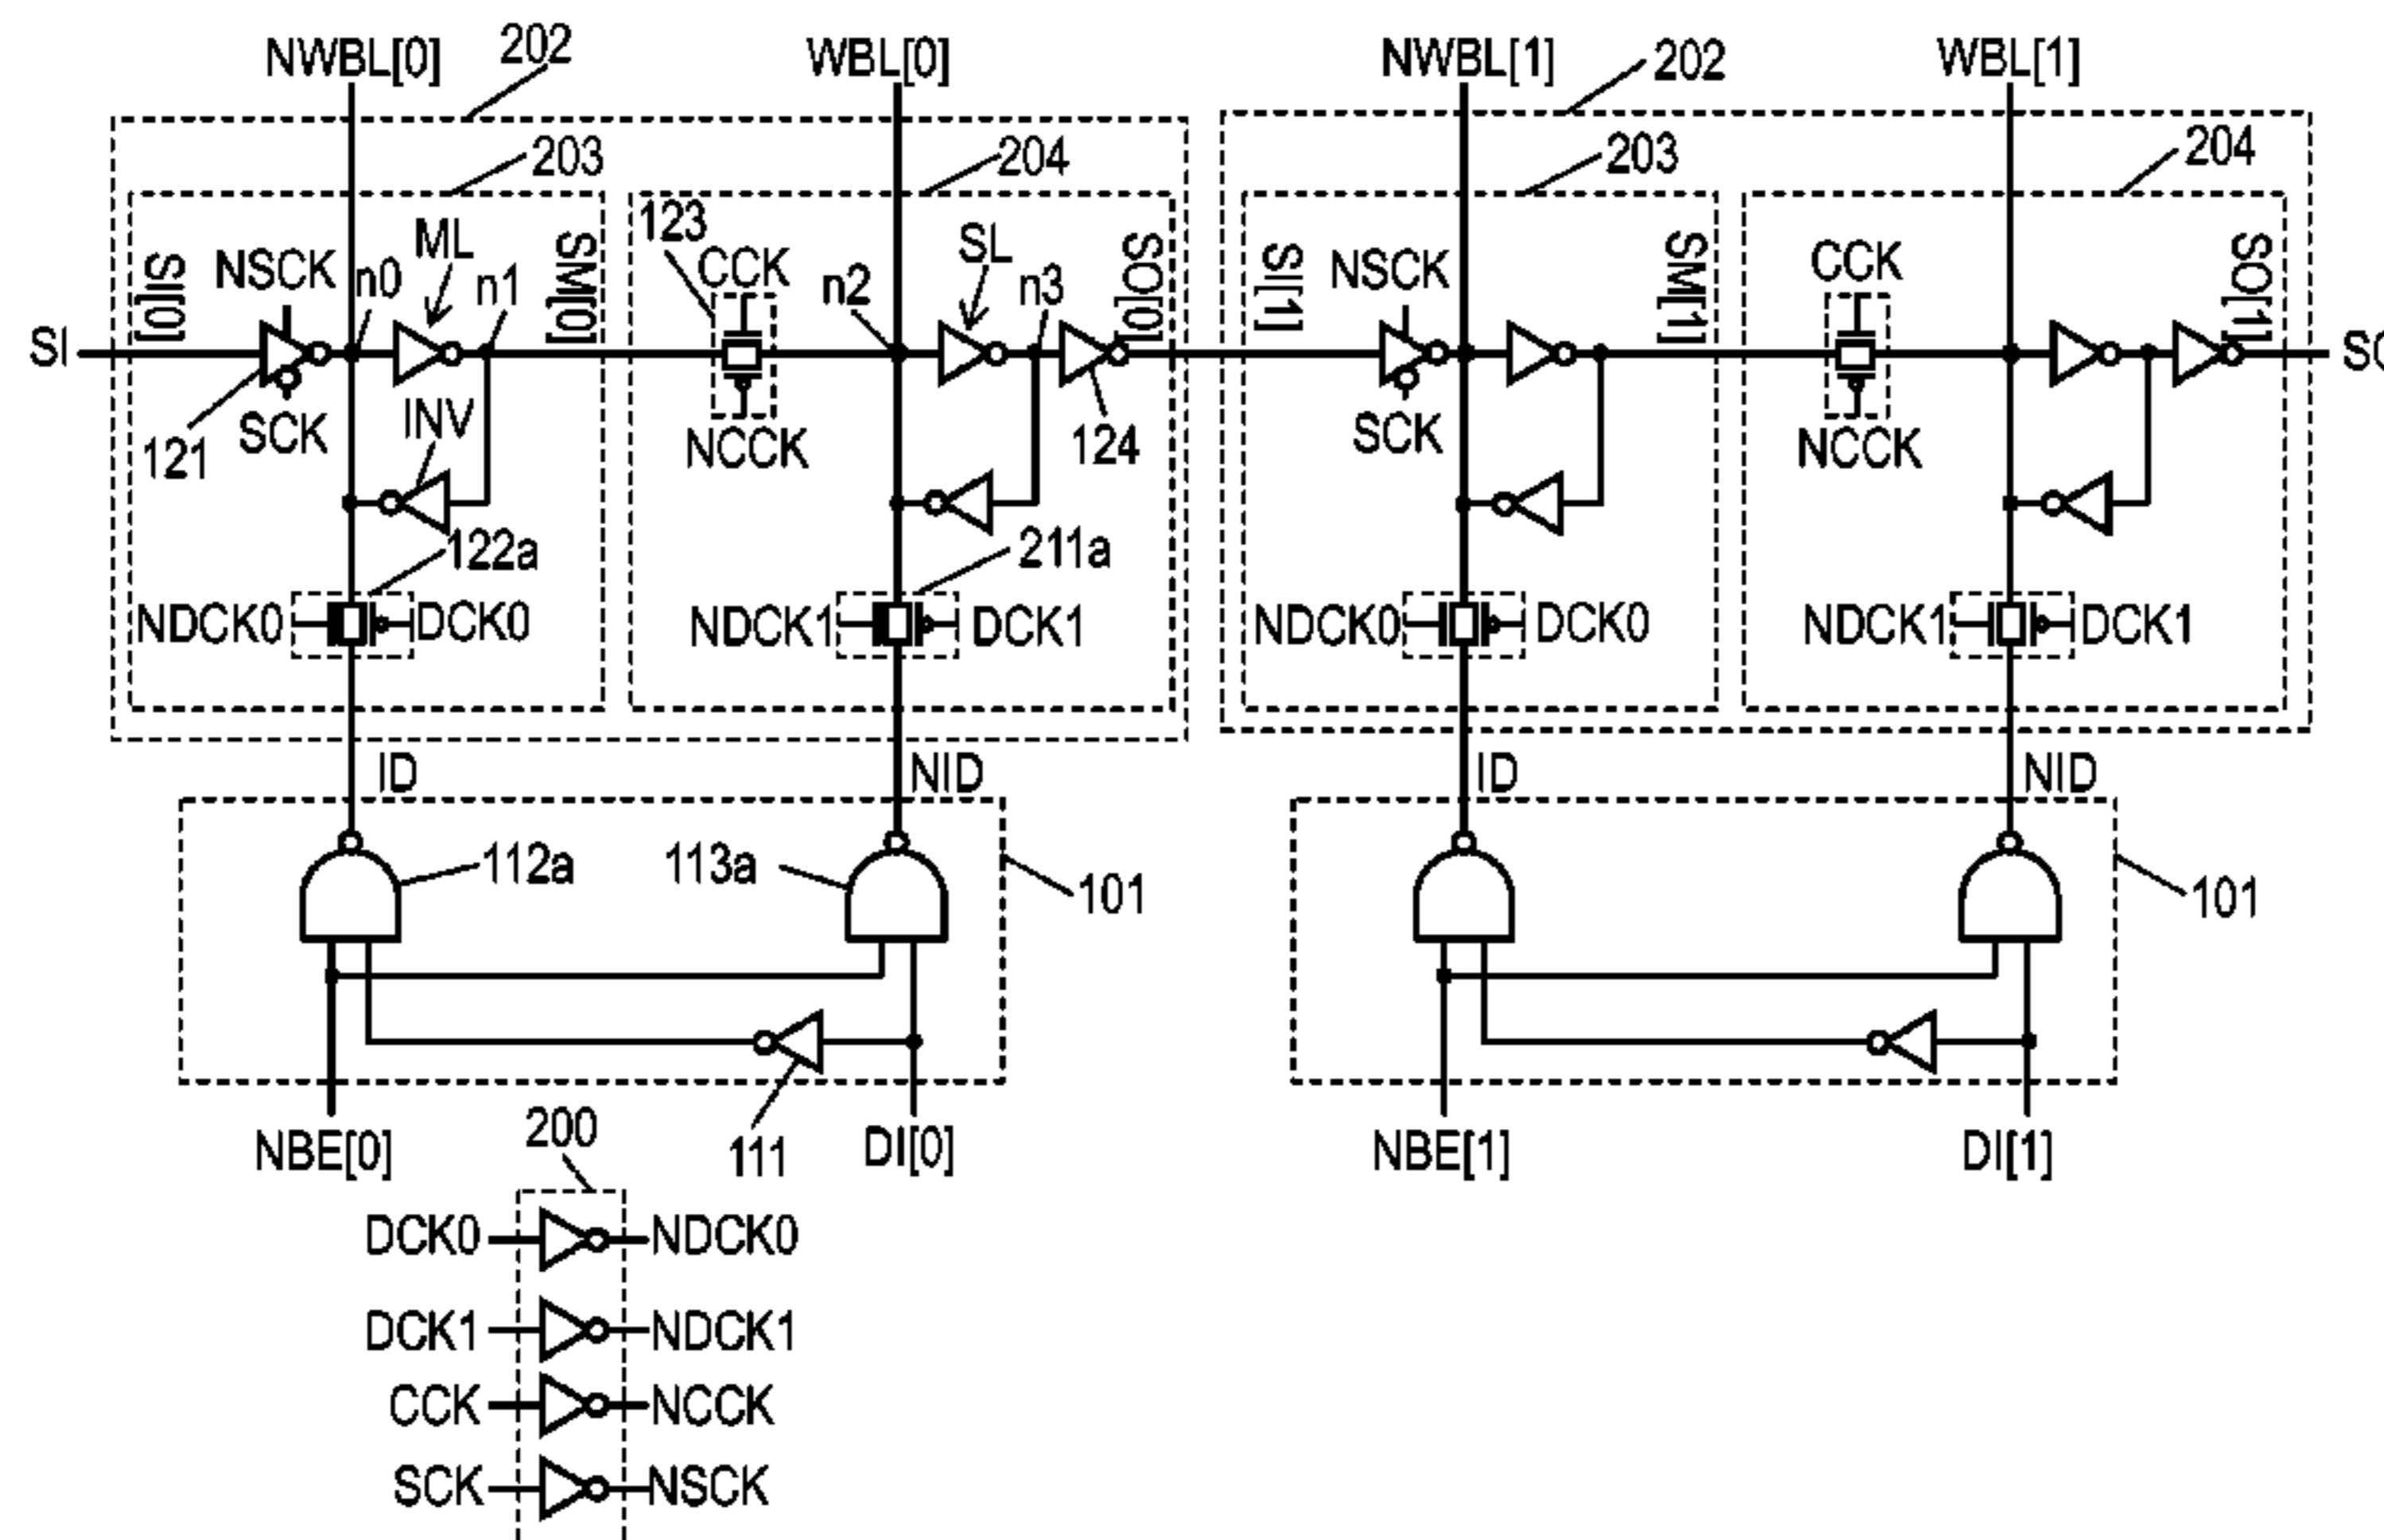 NWBL[0] 202 WBL[0] NWBL[1] 202 WBL[1]
203 204 203 204
123
SI[0] NSCK n0 ML n1 SM[0] CCK n2 SL n3 SO[0] SI[1] NSCK SM[1] CCK SO[1]
SI
121 SCK INV NCCK 124 SCK NCCK
122a 211a
NDCK0 DCK0 NDCK1 DCK1 NDCK0 DCK0 NDCK1 DCK1
ID NID ID NID
112a 113a 101 101
NBE[0] 200 111 DI[0] NBE[1] DI[1]
DCK0 NDCK0
DCK1 NDCK1
CCK NCCK
SCK NSCK